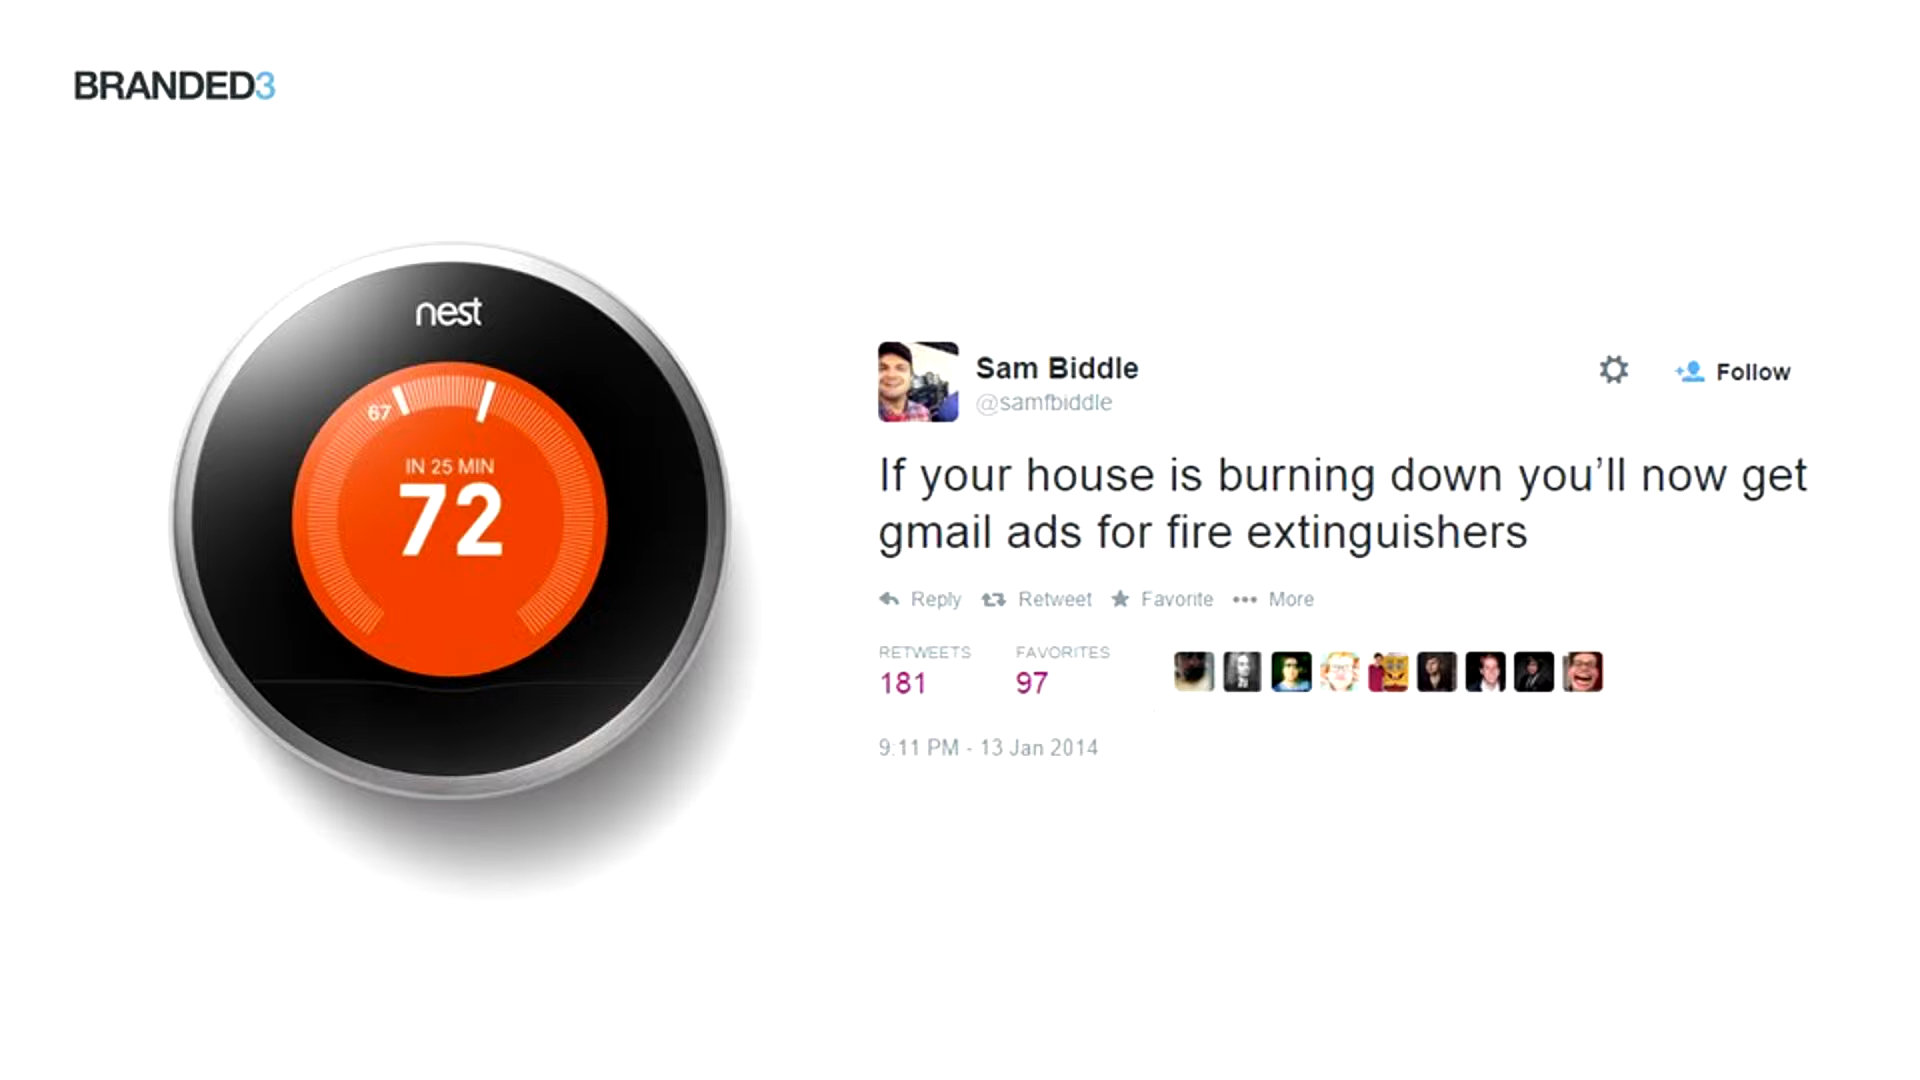 BRANDED3
nest
67
IN 25 MIN
72
Sam Biddle
@samfbiddle
Follow
If your house is burning down you’ll now get
gmail ads for fire extinguishers
Reply Retweet Favorite More
RETWEETS FAVORITES
181 97
9:11 PM - 13 Jan 2014